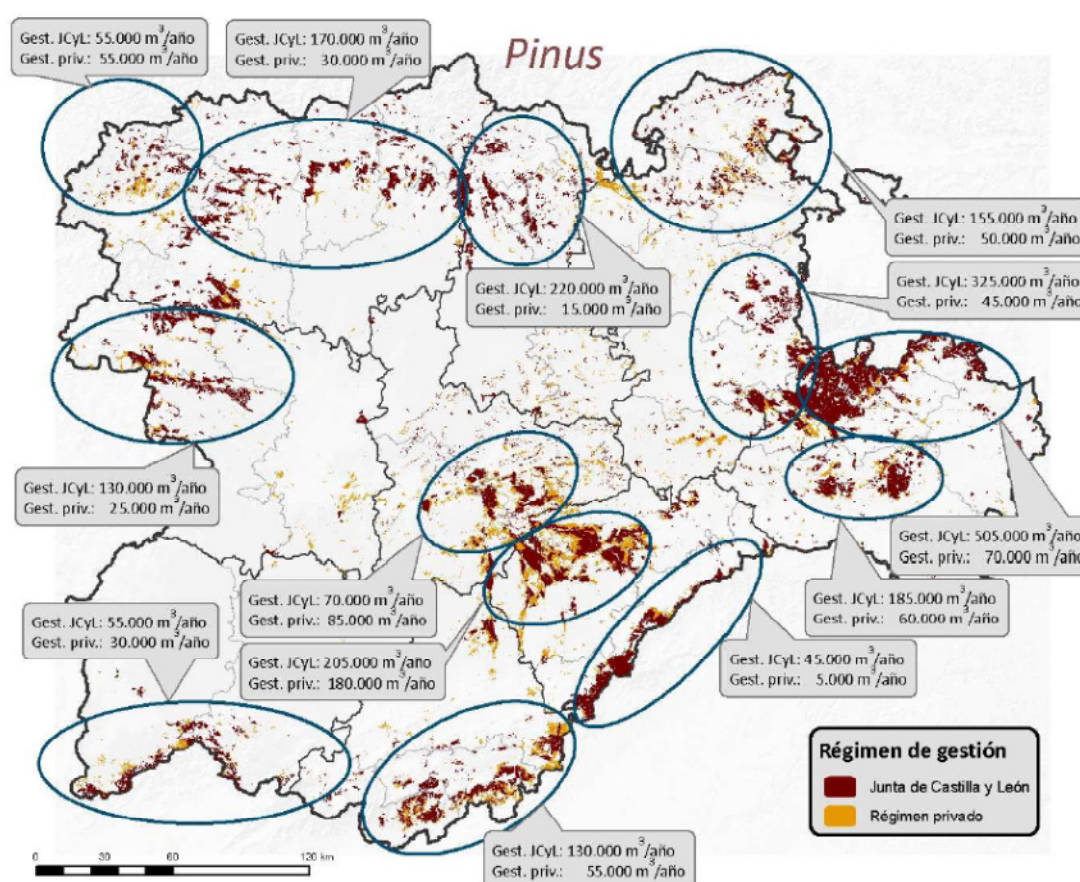 Pinus
Gest. JCyL: 55.000 m³/año
Gest. priv.: 55.000 m³/año
Gest. JCyL: 170.000 m³/año
Gest. priv.: 30.000 m³/año
Gest. JCyL: 155.000 m³/año
Gest. priv.: 50.000 m³/año
Gest. JCyL: 220.000 m³/año
Gest. priv.: 15.000 m³/año
Gest. JCyL: 325.000 m³/año
Gest. priv.: 45.000 m³/año
Gest. JCyL: 130.000 m³/año
Gest. priv.: 25.000 m³/año
Gest. JCyL: 505.000 m³/año
Gest. priv.: 70.000 m³/año
Gest. JCyL: 70.000 m³/año
Gest. priv.: 85.000 m³/año
Gest. JCyL: 185.000 m³/año
Gest. priv.: 60.000 m³/año
Gest. JCyL: 55.000 m³/año
Gest. priv.: 30.000 m³/año
Gest. JCyL: 205.000 m³/año
Gest. priv.: 180.000 m³/año
Gest. JCyL: 45.000 m³/año
Gest. priv.: 5.000 m³/año
Régimen de gestión
Junta de Castilla y León
Régimen privado
Gest. JCyL: 130.000 m³/año
Gest. priv.: 55.000 m³/año
0 30 60 120 km